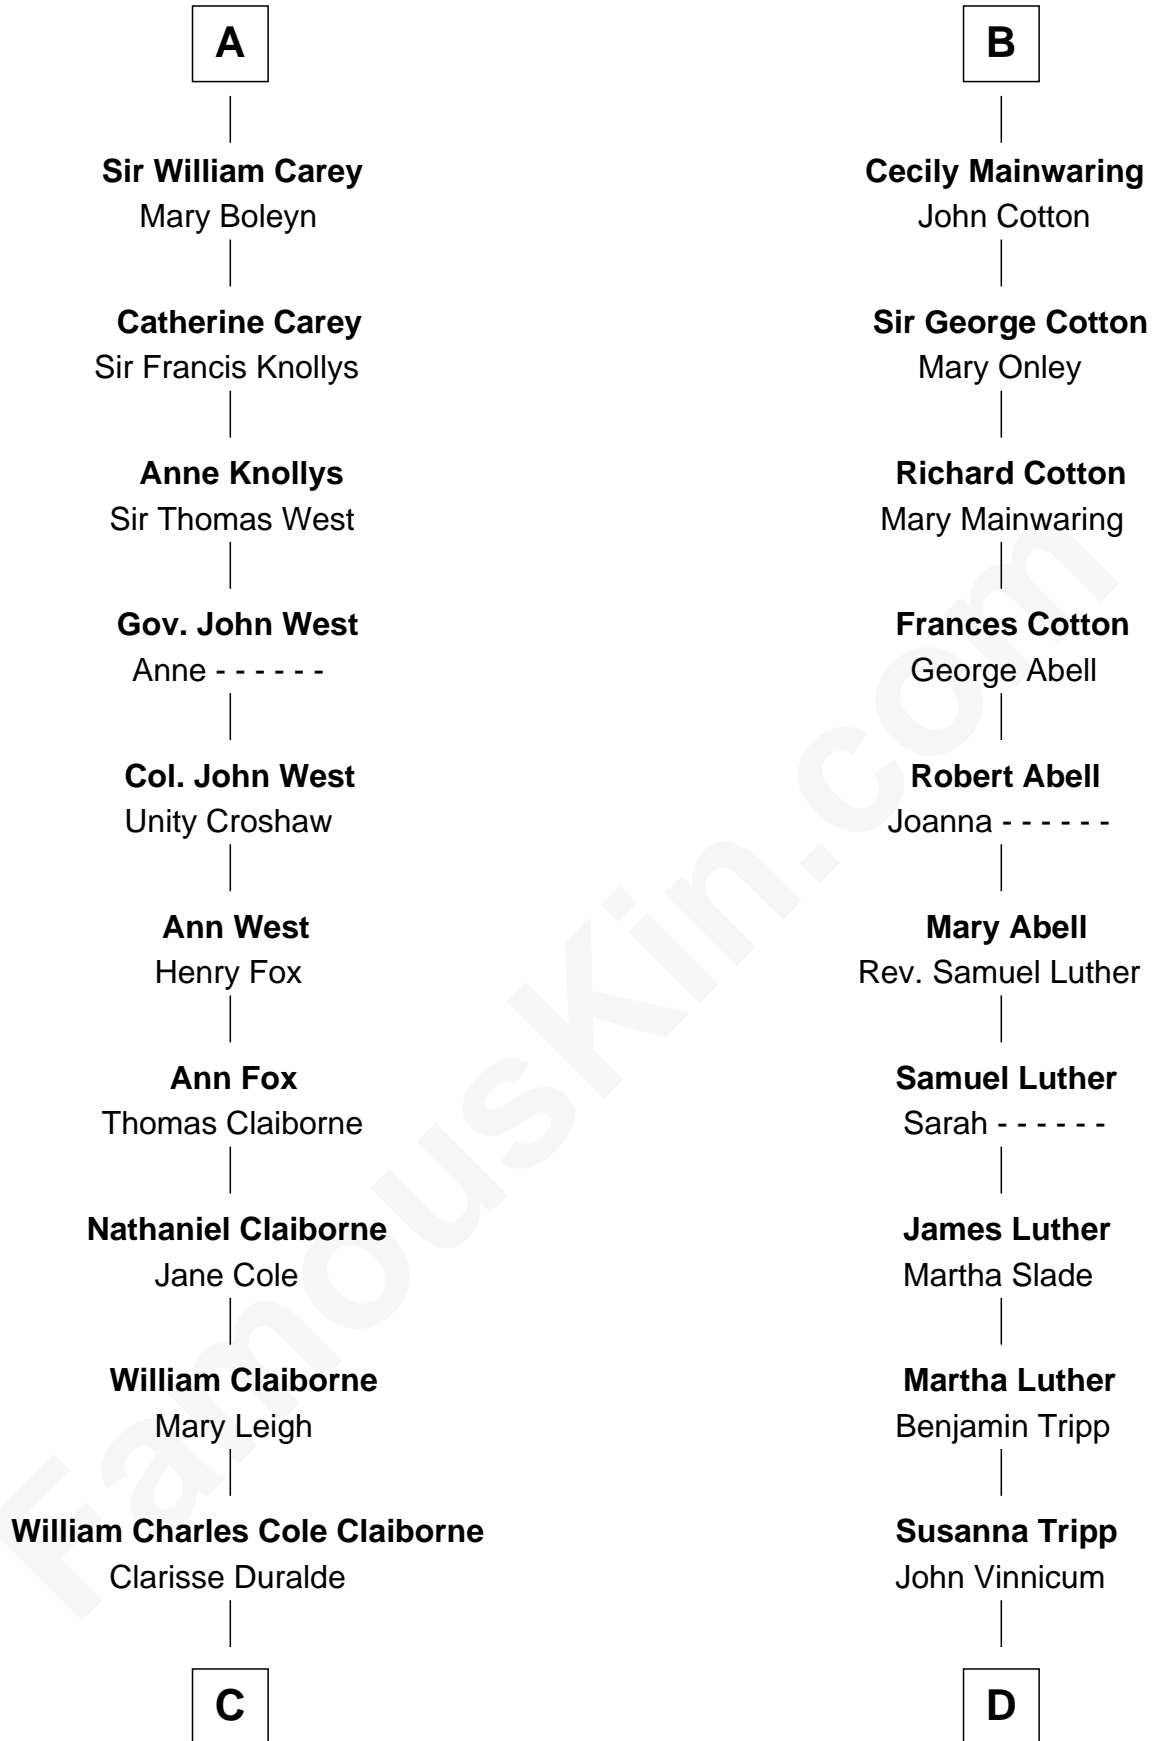 A
Sir William Carey
Mary Boleyn
Catherine Carey
Sir Francis Knollys
Anne Knollys
Sir Thomas West
Gov. John West
Anne - - - - - -
Col. John West
Unity Croshaw
Ann West
Henry Fox
Ann Fox
Thomas Claiborne
Nathaniel Claiborne
Jane Cole
William Claiborne
Mary Leigh
William Charles Cole Claiborne
Clarisse Duralde
C
B
Cecily Mainwaring
John Cotton
Sir George Cotton
Mary Onley
Richard Cotton
Mary Mainwaring
Frances Cotton
George Abell
Robert Abell
Joanna - - - - - -
Mary Abell
Rev. Samuel Luther
Samuel Luther
Sarah - - - - - -
James Luther
Martha Slade
Martha Luther
Benjamin Tripp
Susanna Tripp
John Vinnicum
D
FamousKin.com